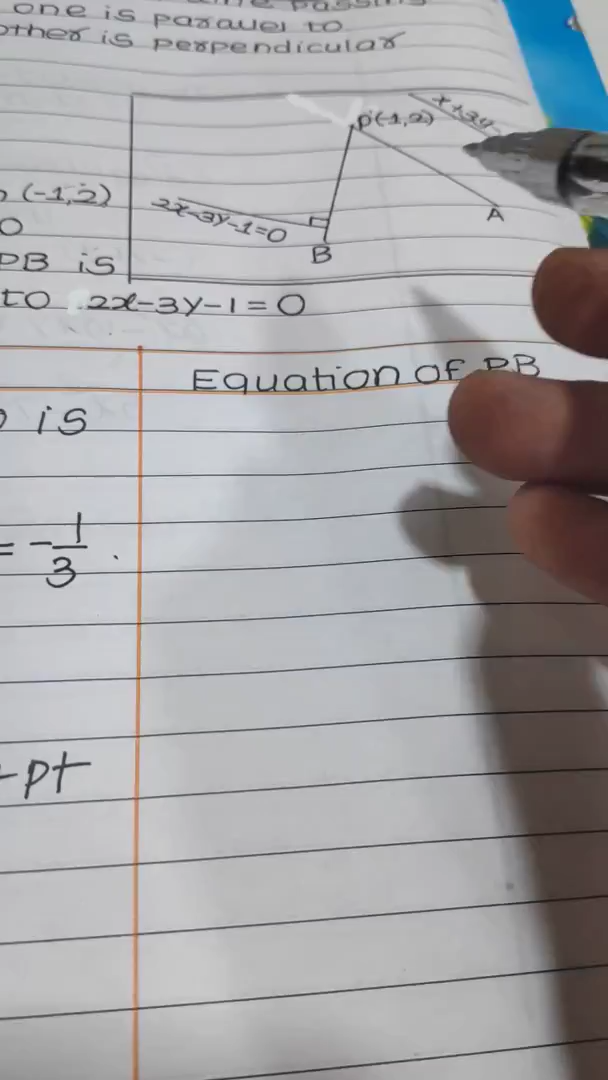 one is parallel to
other is perpendicular
P(-1,2)
x+3y
(-1,2)
2x-3y-1=0
A
PB is
B
TO 2x-3y-1=0
Equation of PB
is
= -1/3 .
pt